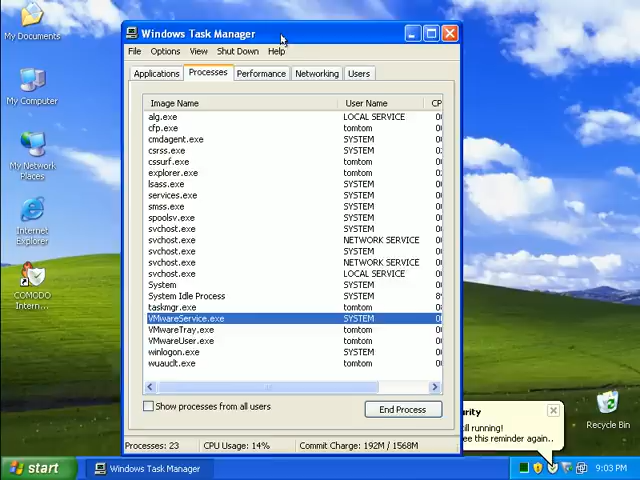 My Documents
My Computer
My Network
Places
Internet
Explorer
COMODO
Intern...
Windows Task Manager
File Options View Shut Down Help
Applications Processes Performance Networking Users
Image Name User Name CP
alg.exe LOCAL SERVICE
cfp.exe tomtom
cmdagent.exe SYSTEM
csrss.exe SYSTEM
cssurf.exe tomtom
explorer.exe tomtom
lsass.exe SYSTEM
services.exe SYSTEM
smss.exe SYSTEM
spoolsv.exe SYSTEM
svchost.exe SYSTEM
svchost.exe NETWORK SERVICE
svchost.exe SYSTEM
svchost.exe NETWORK SERVICE
svchost.exe LOCAL SERVICE
System SYSTEM
System Idle Process SYSTEM
taskmgr.exe tomtom
VMwareService.exe SYSTEM
VMwareTray.exe tomtom
VMwareUser.exe tomtom
winlogon.exe SYSTEM
wuauclt.exe tomtom
Show processes from all users
End Process
Processes: 23 CPU Usage: 14% Commit Charge: 192M / 1568M
urity
ill running!
ee this reminder again..
Recycle Bin
start Windows Task Manager 9:03 PM